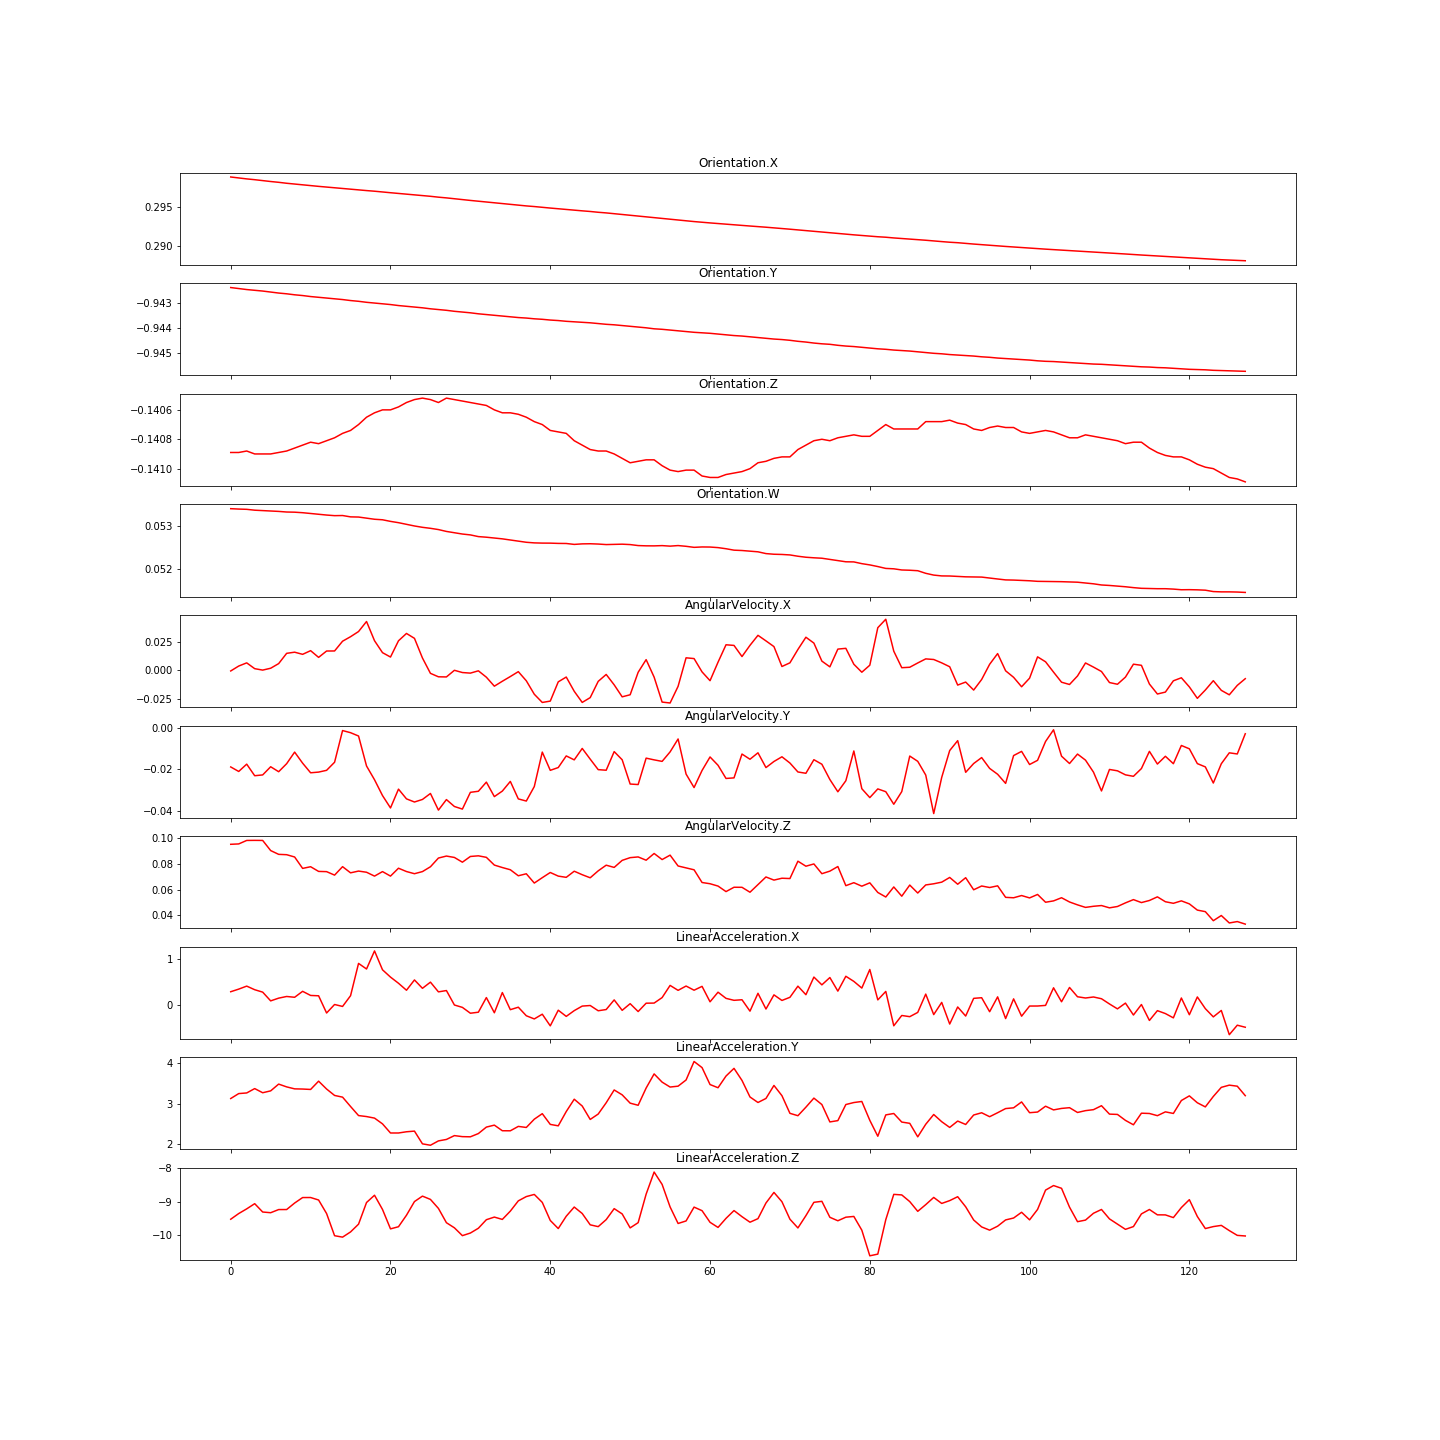 Orientation.X
0.295
0.290
Orientation.Y
−0.943
−0.944
−0.945
Orientation.Z
−0.1406
−0.1408
−0.1410
Orientation.W
0.053
0.052
AngularVelocity.X
0.025
0.000
−0.025
AngularVelocity.Y
0.00
−0.02
−0.04
AngularVelocity.Z
0.10
0.08
0.06
0.04
LinearAcceleration.X
1
0
LinearAcceleration.Y
4
3
2
LinearAcceleration.Z
−8
−9
−10
0 20 40 60 80 100 120